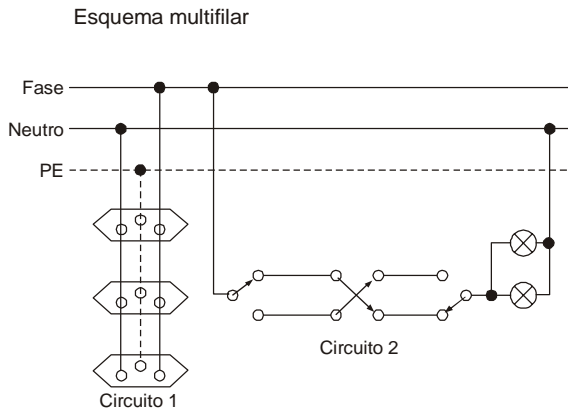 Esquema multifilar
Fase
Neutro
PE
Circuito 2
Circuito 1